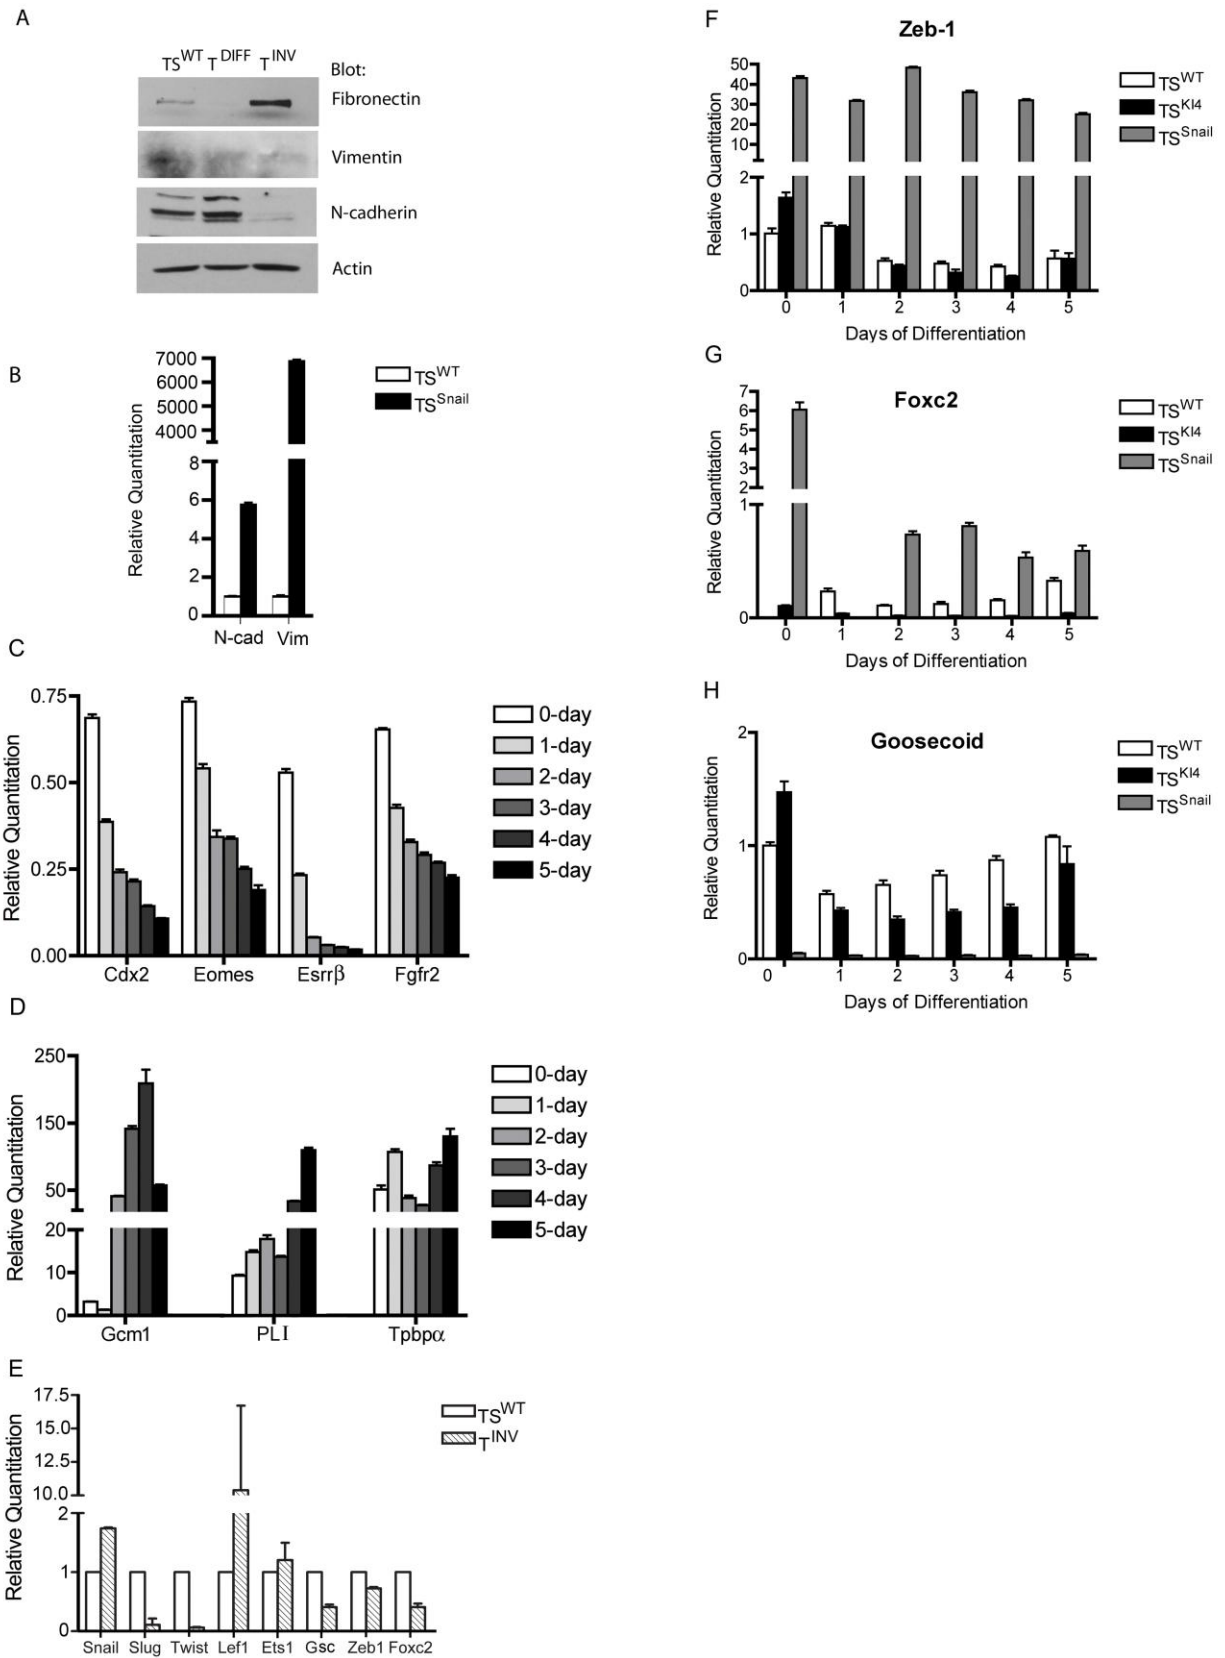 A
TS^WT T^DIFF T^INV
Blot:
Fibronectin
Vimentin
N-cadherin
Actin
B
Relative Quantitation
7000
6000
5000
4000
8
6
4
2
0
N-cad Vim
TS^WT
TS^Snail
C
Relative Quantitation
0.75
0.50
0.25
0.00
Cdx2 Eomes Esrrβ Fgfr2
0-day
1-day
2-day
3-day
4-day
5-day
D
Relative Quantitation
250
150
50
20
10
0
Gcm1 PLI Tpbpα
0-day
1-day
2-day
3-day
4-day
5-day
E
Relative Quantitation
17.5
15.0
12.5
10.0
2
1
0
Snail Slug Twist Lef1 Ets1 Gsc Zeb1 Foxc2
TS^WT
T^INV
F
Zeb-1
Relative Quantitation
50
40
30
20
10
2
1
0
0 1 2 3 4 5
Days of Differentiation
TS^WT
TS^KI4
TS^Snail
G
Foxc2
Relative Quantitation
7
6
5
4
3
2
1
0
0 1 2 3 4 5
Days of Differentiation
TS^WT
TS^KI4
TS^Snail
H
Goosecoid
Relative Quantitation
2
1
0
0 1 2 3 4 5
Days of Differentiation
TS^WT
TS^KI4
TS^Snail